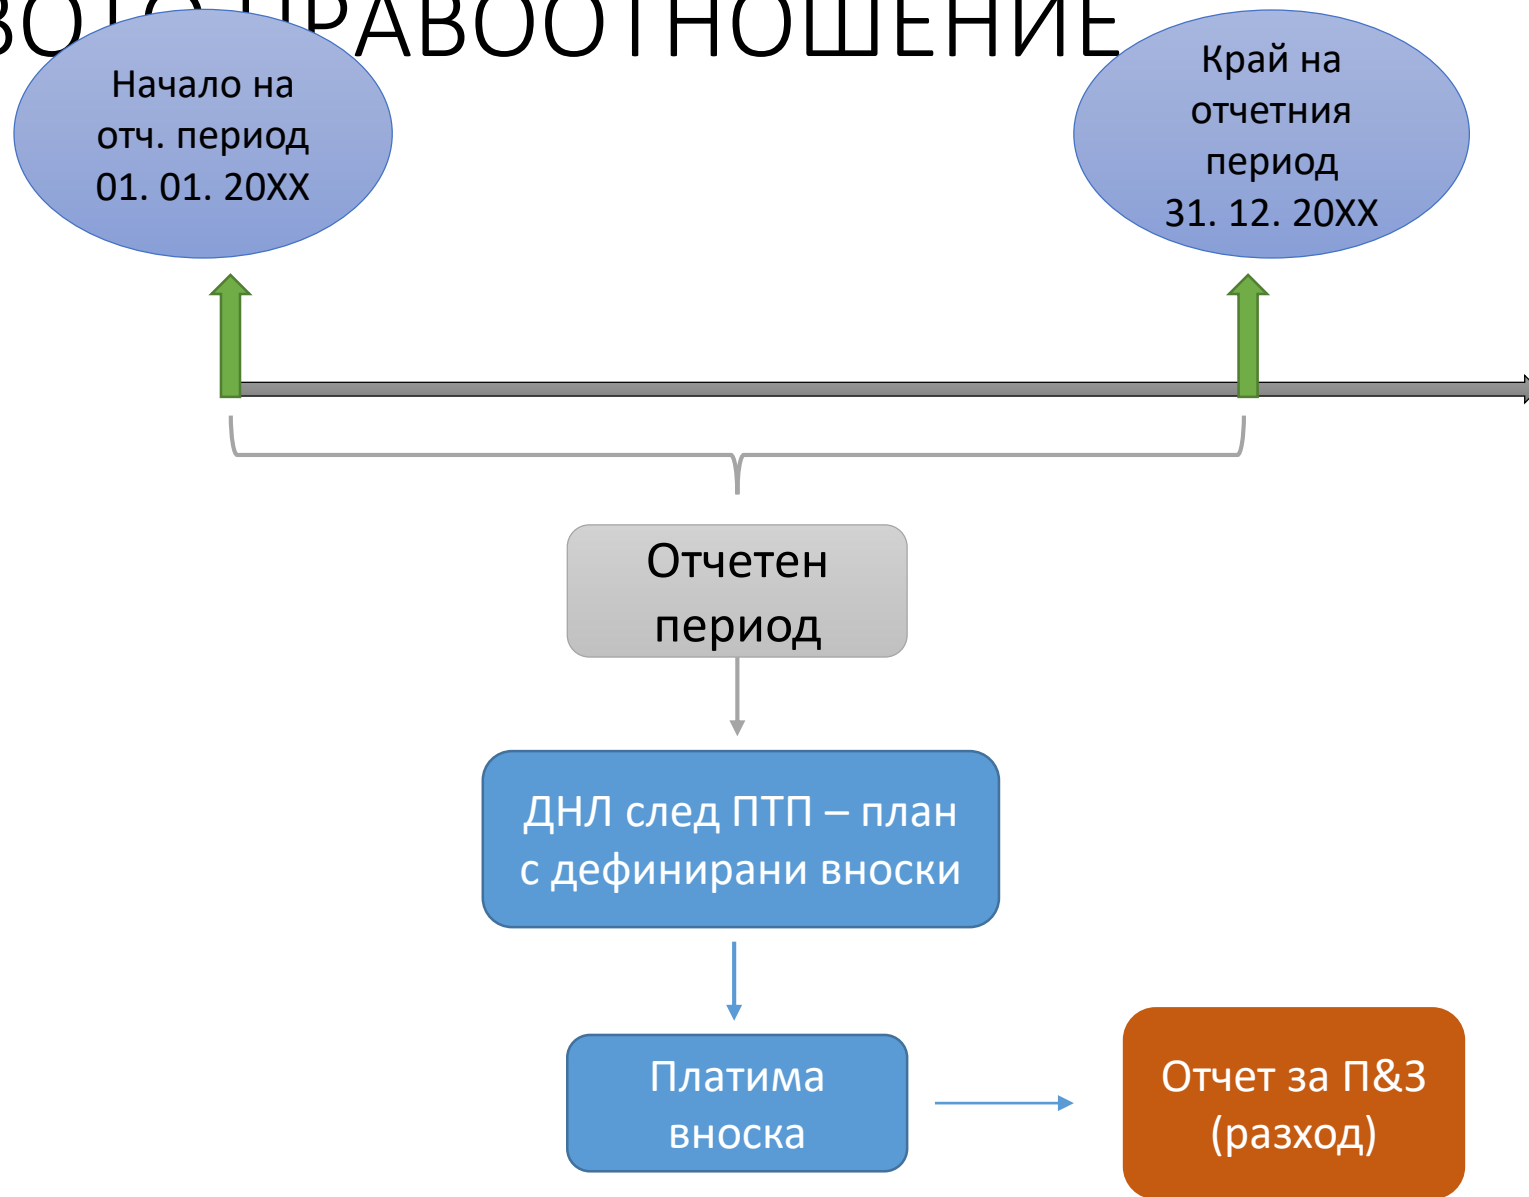 ПРАВООТНОШЕНИЕ
Начало на
отч. период
01. 01. 20XX
Край на
отчетния
период
31. 12. 20XX
Отчетен
период
ДНЛ след ПТП – план
с дефинирани вноски
Платима
вноска
Отчет за П&З
(разход)